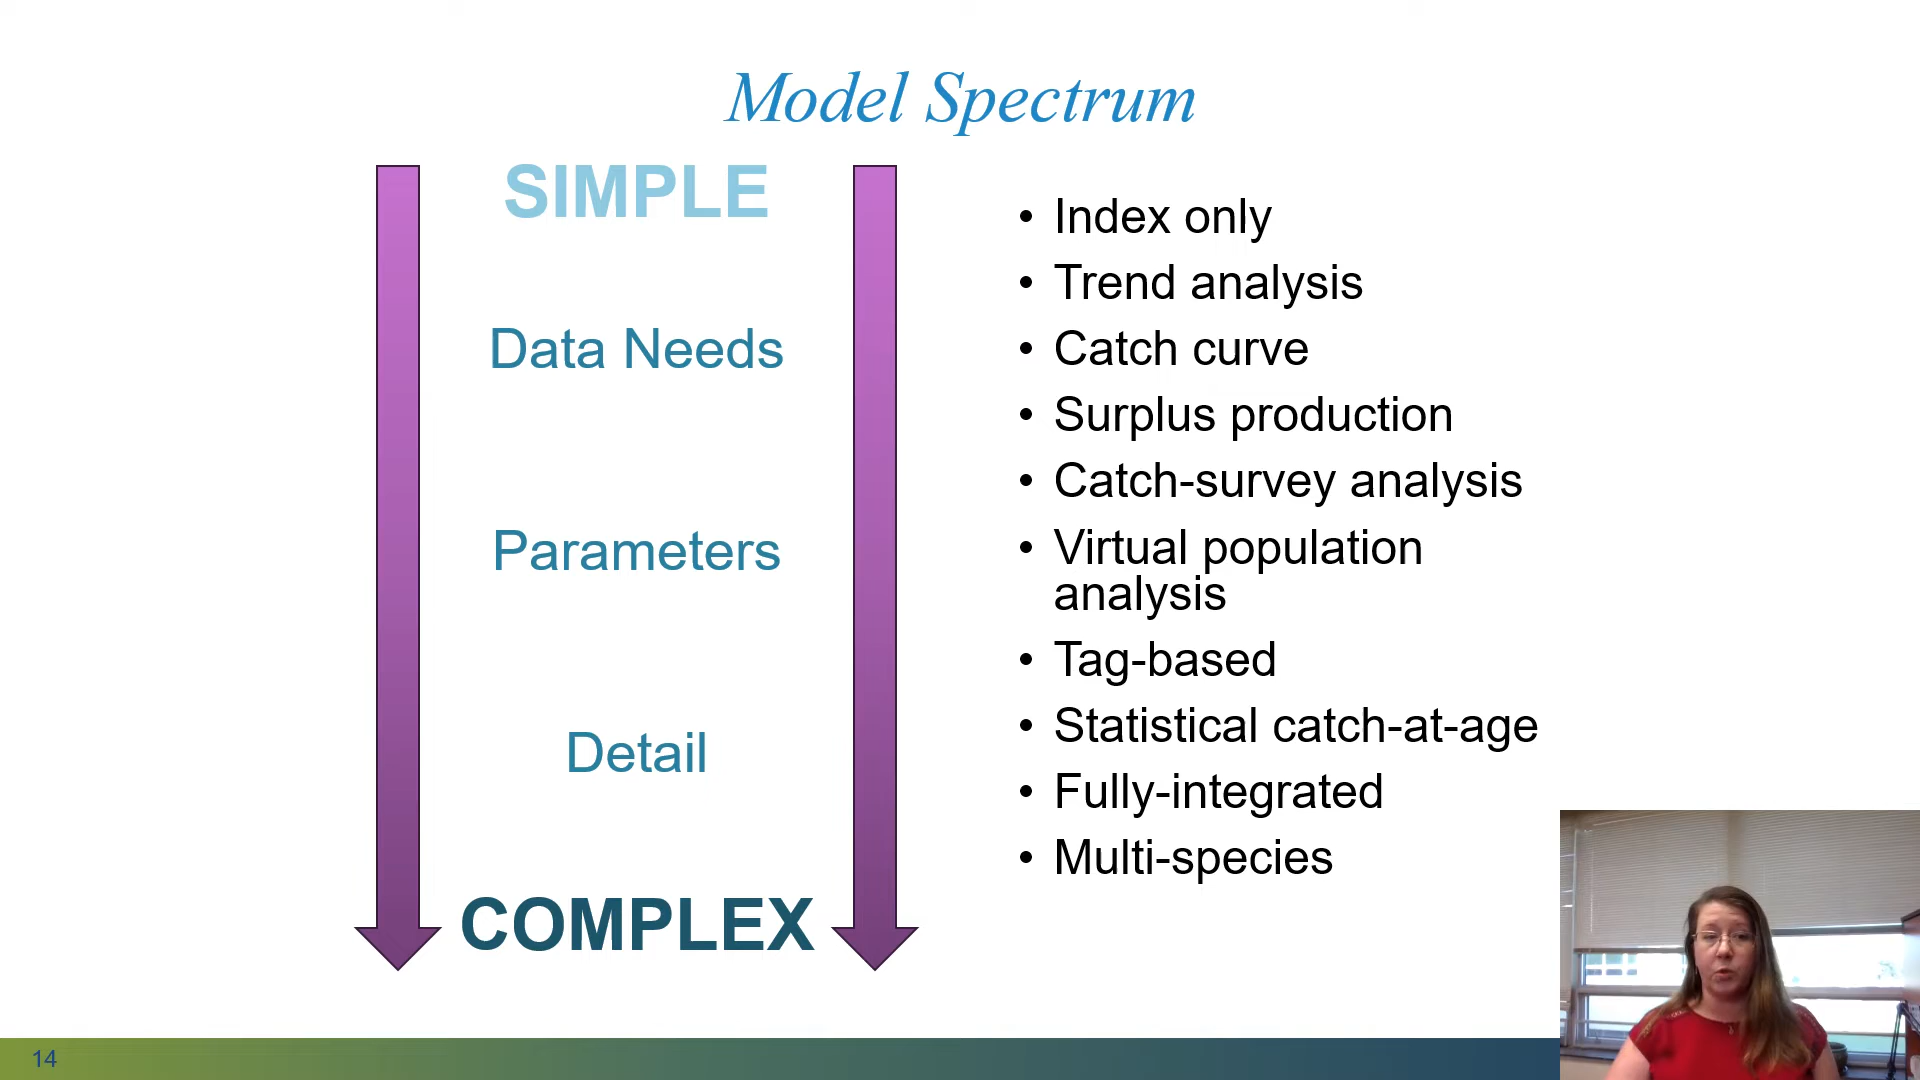 Model Spectrum
SIMPLE
Data Needs
Parameters
Detail
COMPLEX
• Index only
• Trend analysis
• Catch curve
• Surplus production
• Catch-survey analysis
• Virtual population
analysis
• Tag-based
• Statistical catch-at-age
• Fully-integrated
• Multi-species
14